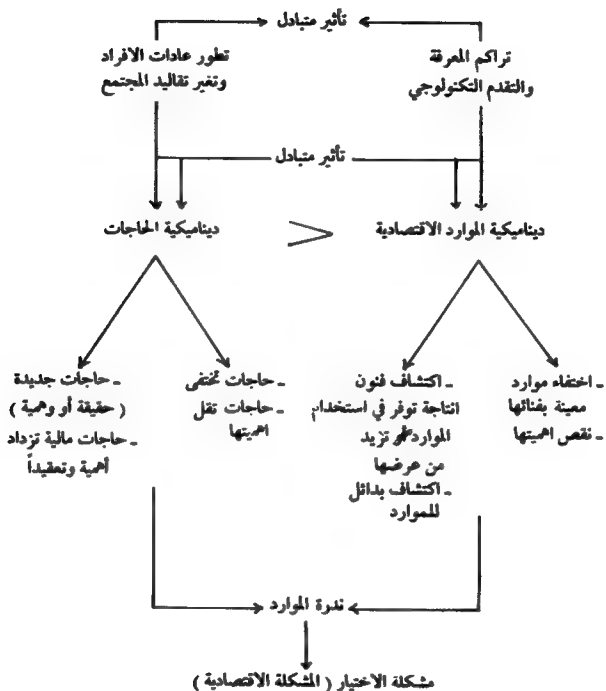 تأثير متبادل
تراكم المعرفة
والتقدم التكنولوجي
تطور عادات الافراد
وتغير تقاليد المجتمع
تأثير متبادل
ديناميكية الموارد الاقتصادية
>
ديناميكية الحاجات
- اختفاء موارد
معينة بفنائها
- نقص اهميتها
- اكتشاف فنون
انتاجة توفر في استخدام
الموارد أو تزيد
من عرضها
- اكتشاف بدائل
للموارد
- حاجات تختفى
- حاجات تقل
اهميتها
- حاجات جديدة
( حقيقة أو وهمية )
- حاجات مالية تزداد
أهمية وتعقيداً
ندرة الموارد
مشكلة الاختيار ( المشكلة الاقتصادية )